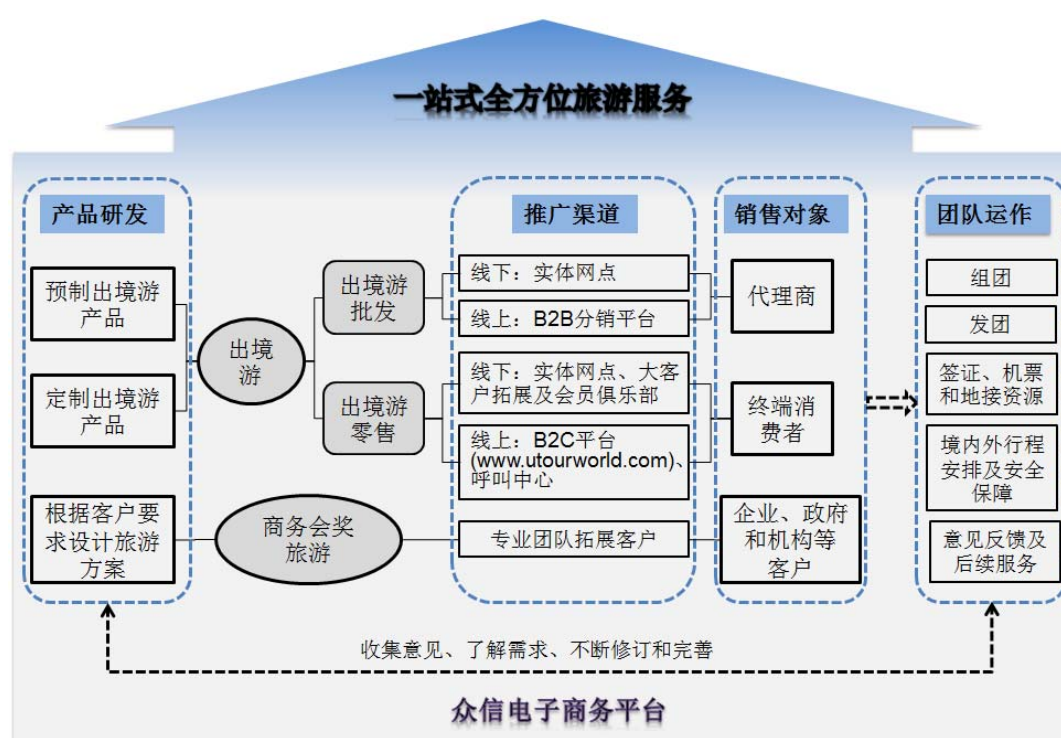 一站式全方位旅游服务
产品研发
预制出境游
产品
定制出境游
产品
根据客户要
求设计旅游
方案
出境
游
商务会奖
旅游
出境游
批发
出境游
零售
推广渠道
线下：实体网点
线上：B2B分销平台
线下：实体网点、大客
户拓展及会员俱乐部
线上：B2C平台
(www.utourworld.com)、
呼叫中心
专业团队拓展客户
销售对象
代理商
终端消
费者
企业、政府
和机构等
客户
团队运作
组团
发团
签证、机票
和地接资源
境内外行程
安排及安全
保障
意见反馈及
后续服务
收集意见、了解需求、不断修订和完善
众信电子商务平台